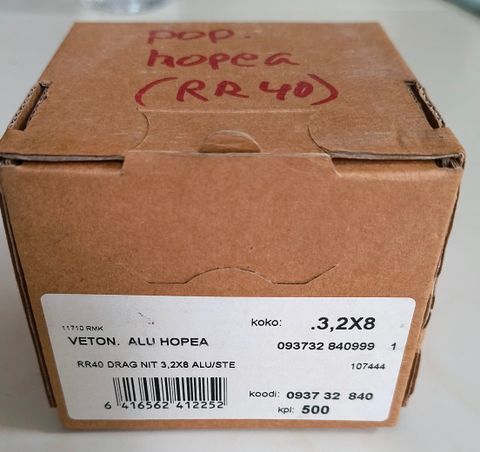 pop.
hopea
(RR40)
11710 RMK
koko: .3,2X8
VETON. ALU HOPEA
093732 840999 1
RR40 DRAG NIT 3,2X8 ALU/STE
107444
6 416562 412252
koodi: 0937 32 840
kpl: 500